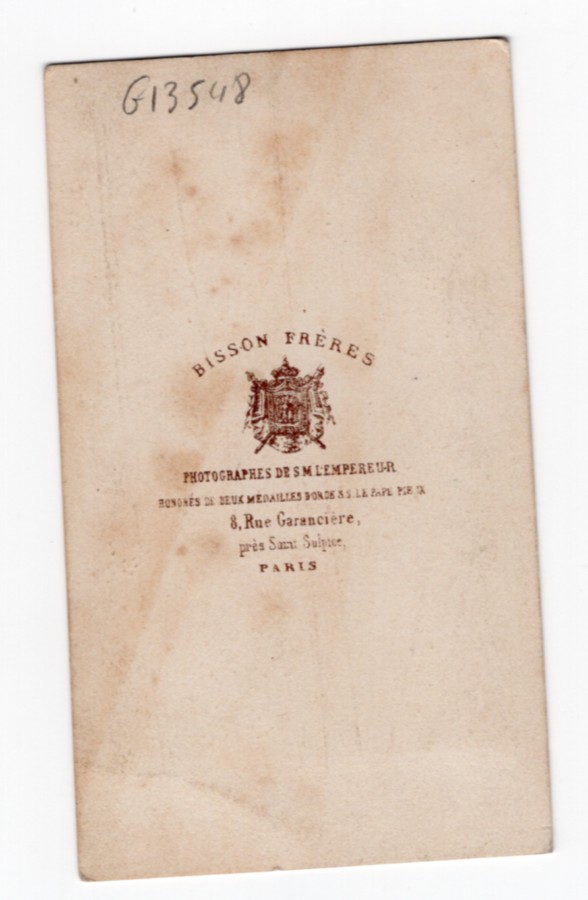 G13548
BISSON FRÈRES
PHOTOGRAPHES DE S M L'EMPEREUR
HONORÉS DE DEUX MEDAILLES D'OR DE S.S. LE PAPE PIE IX
8, Rue Garancière,
près Saint Sulpice,
PARIS